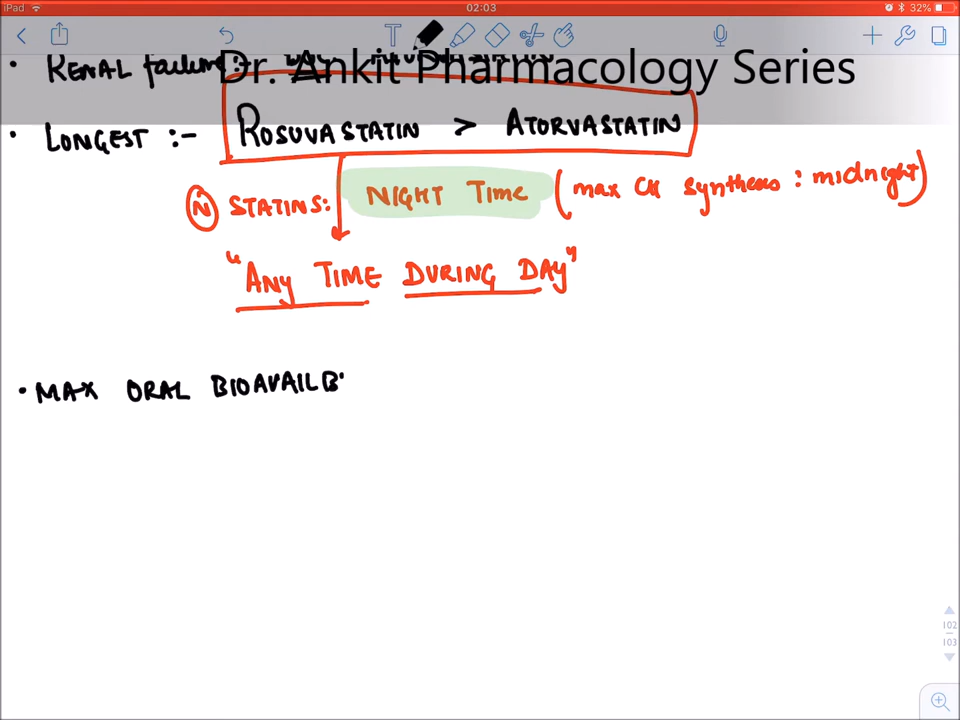 iPad 02:03 32%
Dr. Ankit Pharmacology Series
• RENAL failure :-
• LONGEST :- ROSUVASTATIN > ATORVASTATIN
N STATINS: NIGHT TIME (max CH synthesis : midnight)
"ANY TIME DURING DAY"
• MAX ORAL BIOAVAILB
102
103